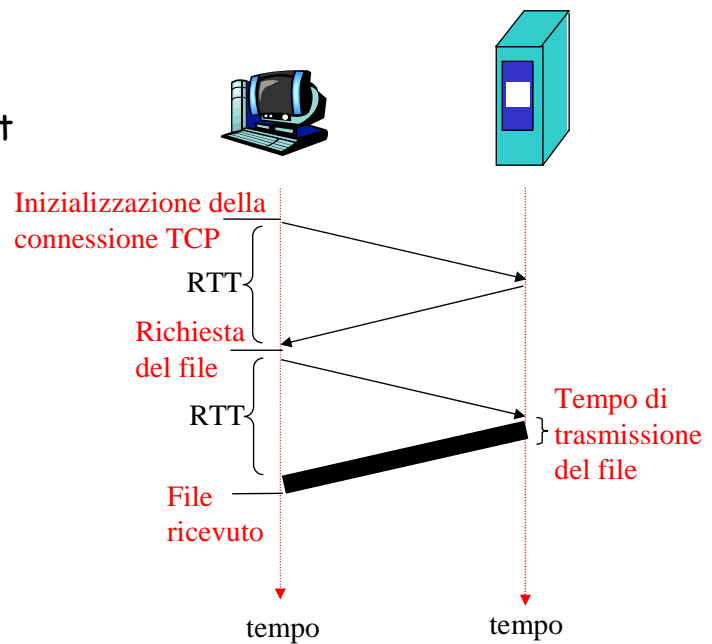 t
Inizializzazione della
connessione TCP
RTT
Richiesta
del file
RTT
Tempo di
trasmissione
del file
File
ricevuto
tempo
tempo